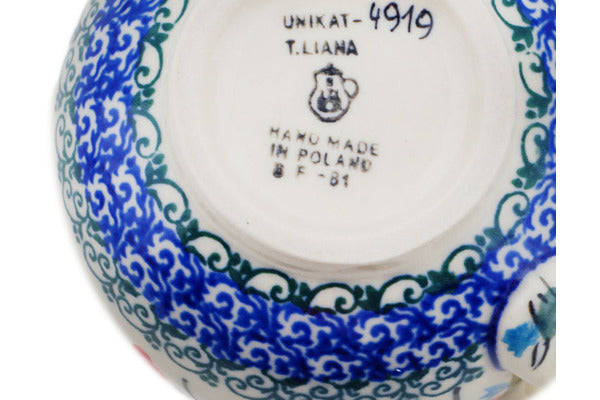 UNIKAT-4919
T.LIANA
HAND MADE
IN POLAND
B F -81